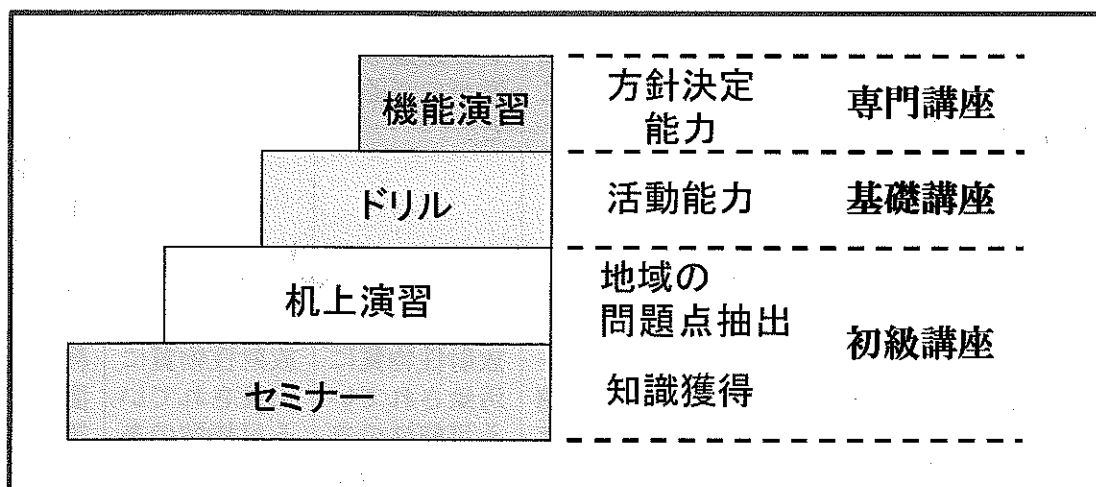 機能演習
方針決定
能力
専門講座
ドリル
活動能力
基礎講座
机上演習
地域の
問題点抽出
初級講座
セミナー
知識獲得